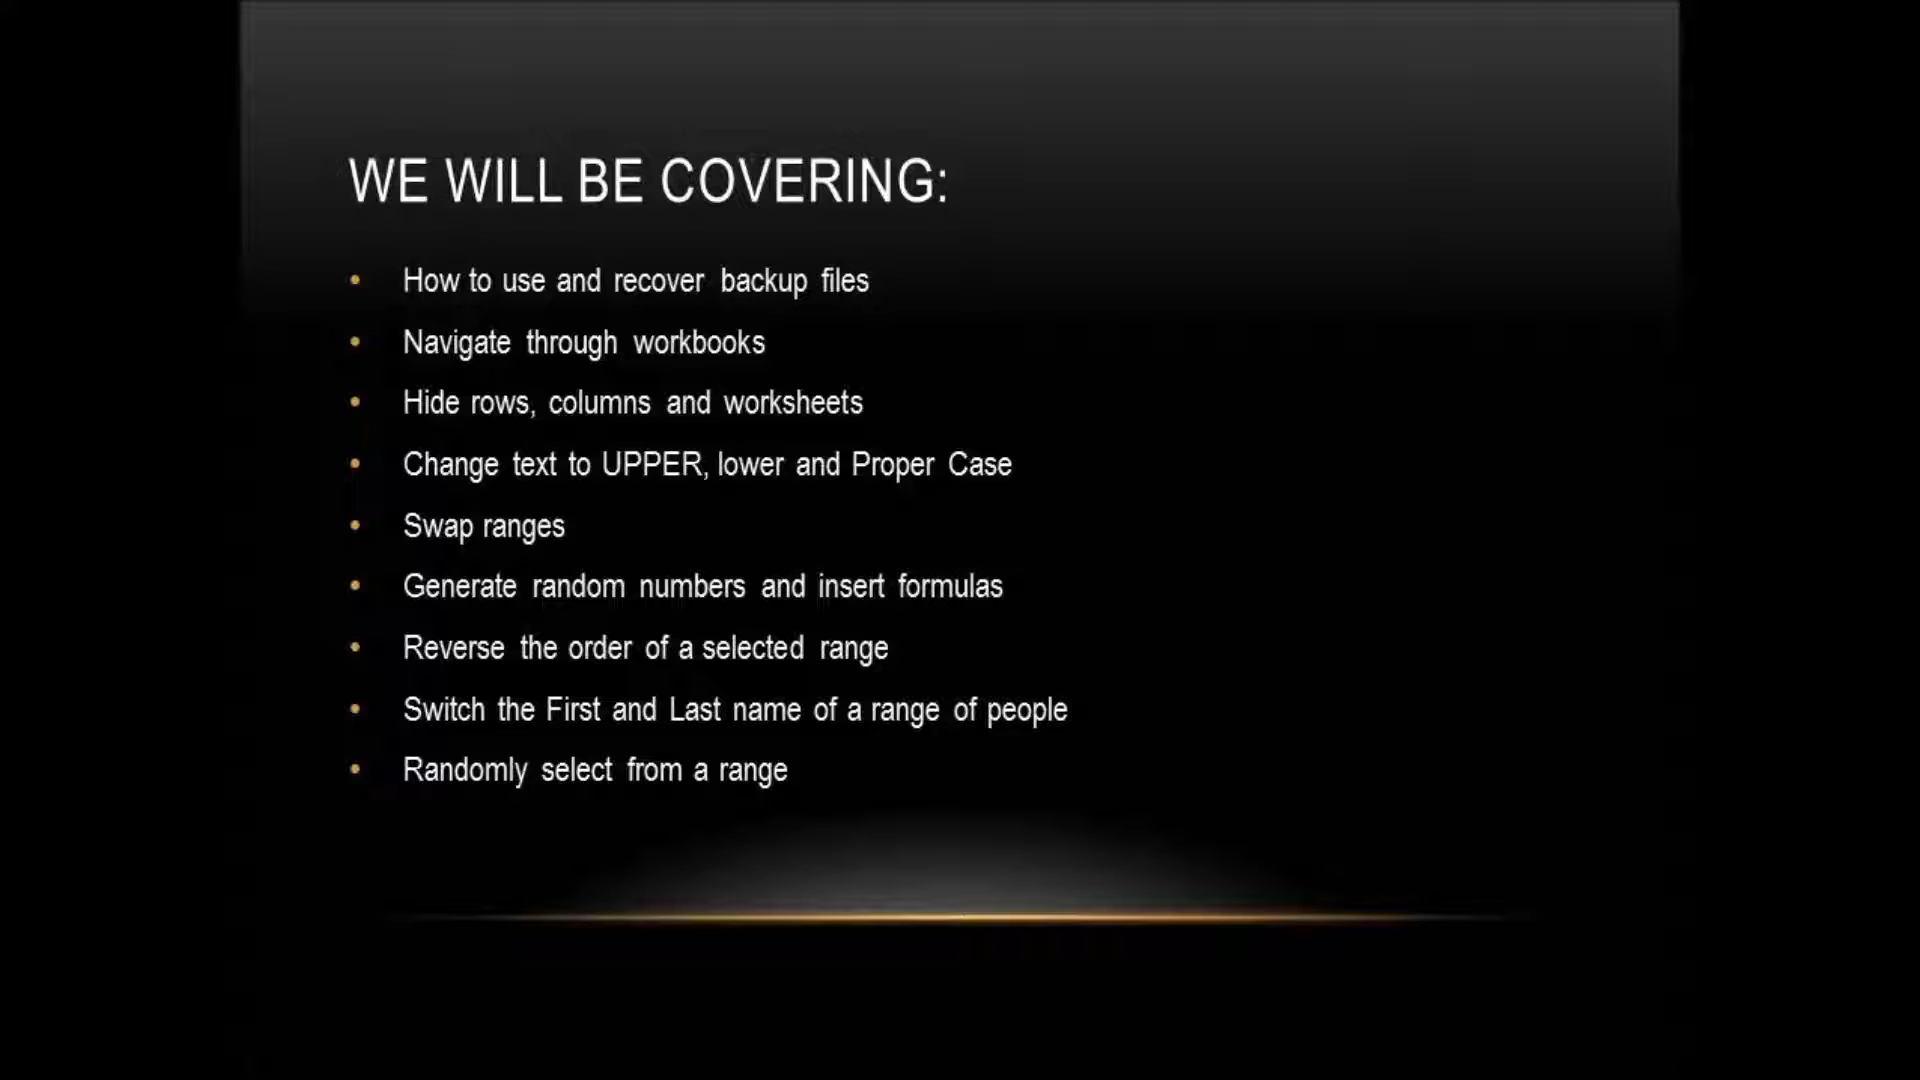 WE WILL BE COVERING:
• How to use and recover backup files
• Navigate through workbooks
• Hide rows, columns and worksheets
• Change text to UPPER, lower and Proper Case
• Swap ranges
• Generate random numbers and insert formulas
• Reverse the order of a selected range
• Switch the First and Last name of a range of people
• Randomly select from a range